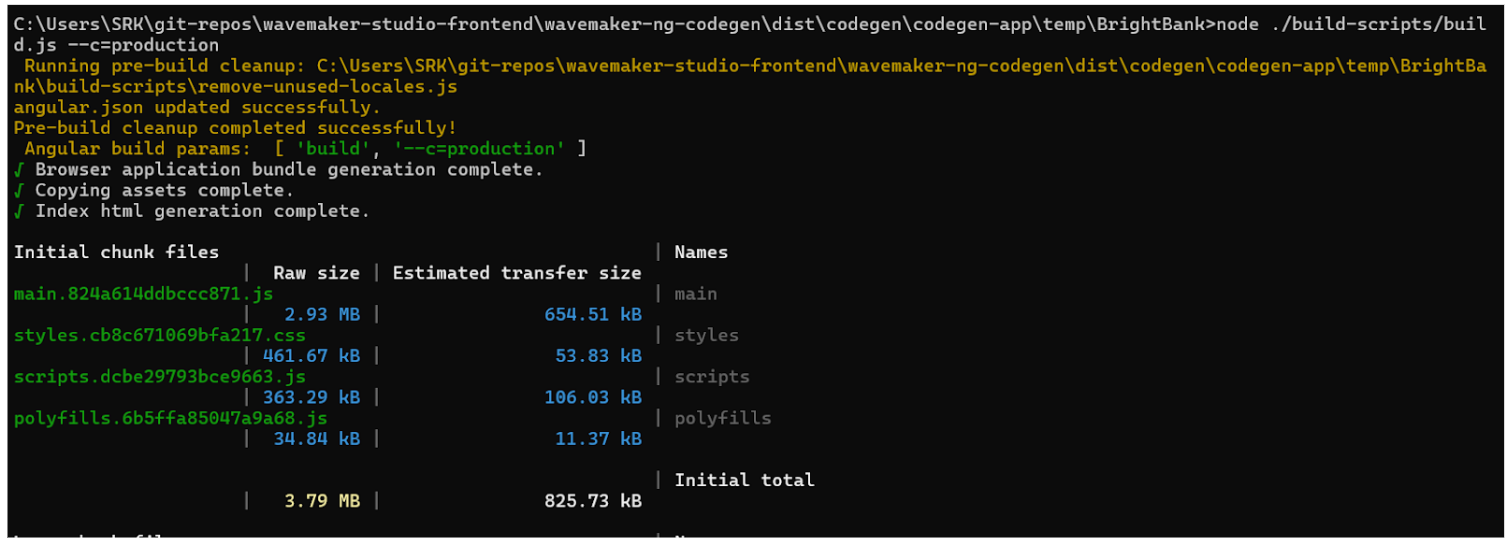 C:\Users\SRK\git-repos\wavemaker-studio-frontend\wavemaker-ng-codegen\dist\codegen\codegen-app\temp\BrightBank>node ./build-scripts/buil
d.js --c=production
 Running pre-build cleanup: C:\Users\SRK\git-repos\wavemaker-studio-frontend\wavemaker-ng-codegen\dist\codegen\codegen-app\temp\BrightBa
nk\build-scripts\remove-unused-locales.js
angular.json updated successfully.
Pre-build cleanup completed successfully!
 Angular build params:  [ 'build', '--c=production' ]
√ Browser application bundle generation complete.
√ Copying assets complete.
√ Index html generation complete.
Initial chunk files | Names
| Raw size | Estimated transfer size
main.824a614ddbccc871.js | main
| 2.93 MB | 654.51 kB
styles.cb8c671069bfa217.css | styles
| 461.67 kB | 53.83 kB
scripts.dcbe29793bce9663.js | scripts
| 363.29 kB | 106.03 kB
polyfills.6b5ffa85047a9a68.js | polyfills
| 34.84 kB | 11.37 kB
| Initial total
| 3.79 MB | 825.73 kB